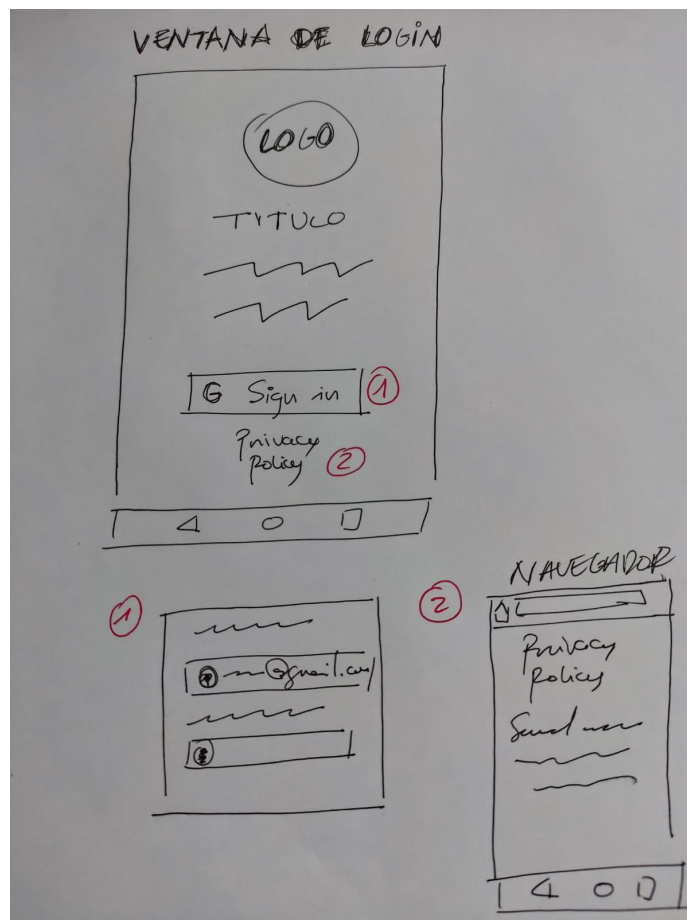 VENTANA DE LOGIN
LOGO
TITULO
G Sign in 1
Privacy
Policy 2
NAVEGADOR
1
2
@gmail.com
Privacy
Policy